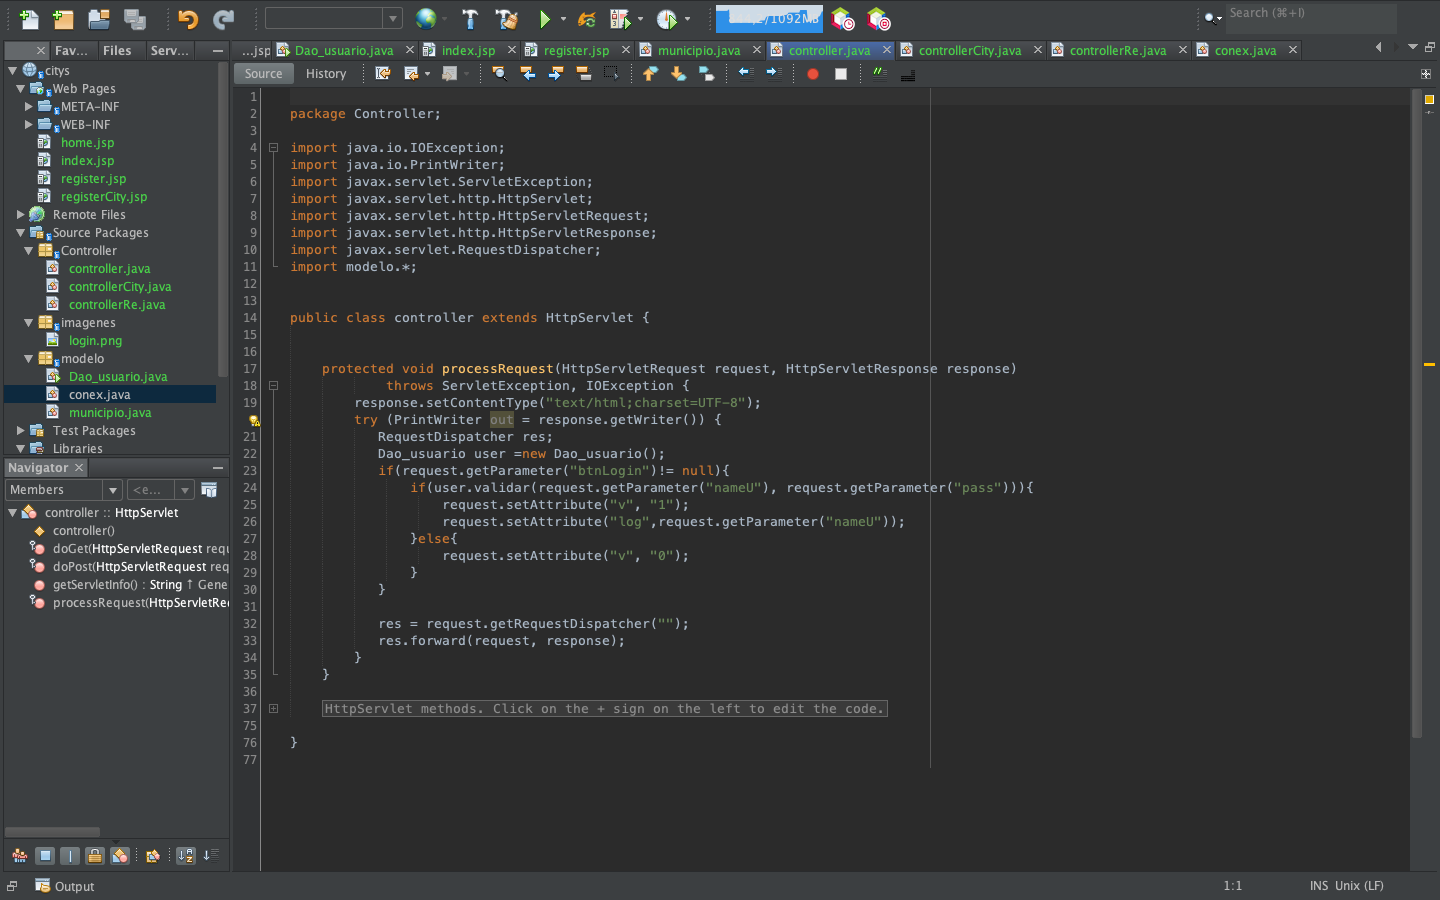 Search (⌘+I)
Fav...
Files
Serv...
...jsp
Dao_usuario.java
index.jsp
register.jsp
municipio.java
controller.java
controllerCity.java
controllerRe.java
conex.java
Source
History
citys
Web Pages
META-INF
WEB-INF
home.jsp
index.jsp
register.jsp
registerCity.jsp
Remote Files
Source Packages
Controller
controller.java
controllerCity.java
controllerRe.java
imagenes
login.png
modelo
Dao_usuario.java
conex.java
municipio.java
Test Packages
Libraries
Navigator
Members
<e...
controller :: HttpServlet
controller()
doGet(HttpServletRequest requ
doPost(HttpServletRequest req
getServletInfo() : String ↑ Gene
processRequest(HttpServletRe
1
2 package Controller;
3
4 import java.io.IOException;
5 import java.io.PrintWriter;
6 import javax.servlet.ServletException;
7 import javax.servlet.http.HttpServlet;
8 import javax.servlet.http.HttpServletRequest;
9 import javax.servlet.http.HttpServletResponse;
10 import javax.servlet.RequestDispatcher;
11 import modelo.*;
12
13
14 public class controller extends HttpServlet {
15
16
17 protected void processRequest(HttpServletRequest request, HttpServletResponse response)
18 throws ServletException, IOException {
19 response.setContentType("text/html;charset=UTF-8");
try (PrintWriter out = response.getWriter()) {
21 RequestDispatcher res;
22 Dao_usuario user =new Dao_usuario();
23 if(request.getParameter("btnLogin")!= null){
24 if(user.validar(request.getParameter("nameU"), request.getParameter("pass"))){
25 request.setAttribute("v", "1");
26 request.setAttribute("log",request.getParameter("nameU"));
27 }else{
28 request.setAttribute("v", "0");
29 }
30 }
31
32 res = request.getRequestDispatcher("");
33 res.forward(request, response);
34 }
35 }
36
37 HttpServlet methods. Click on the + sign on the left to edit the code.
75
76 }
77
Output
1:1
INS Unix (LF)